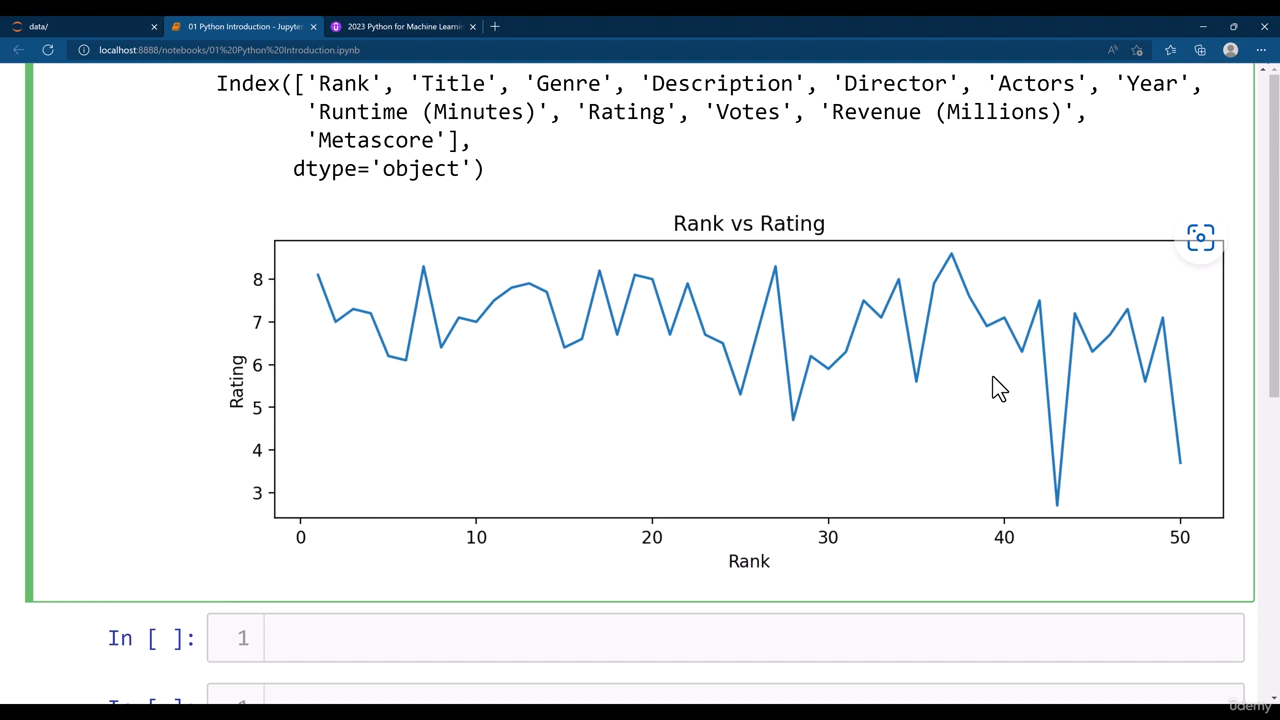 data/
01 Python Introduction - Jupyter
2023 Python for Machine Learnin
localhost:8888/notebooks/01%20Python%20Introduction.ipynb
Index(['Rank', 'Title', 'Genre', 'Description', 'Director', 'Actors', 'Year',
'Runtime (Minutes)', 'Rating', 'Votes', 'Revenue (Millions)',
'Metascore'],
dtype='object')
Rank vs Rating
8
7
6
5
4
3
Rating
0 10 20 30 40 50
Rank
In [ ]: 1
udemy